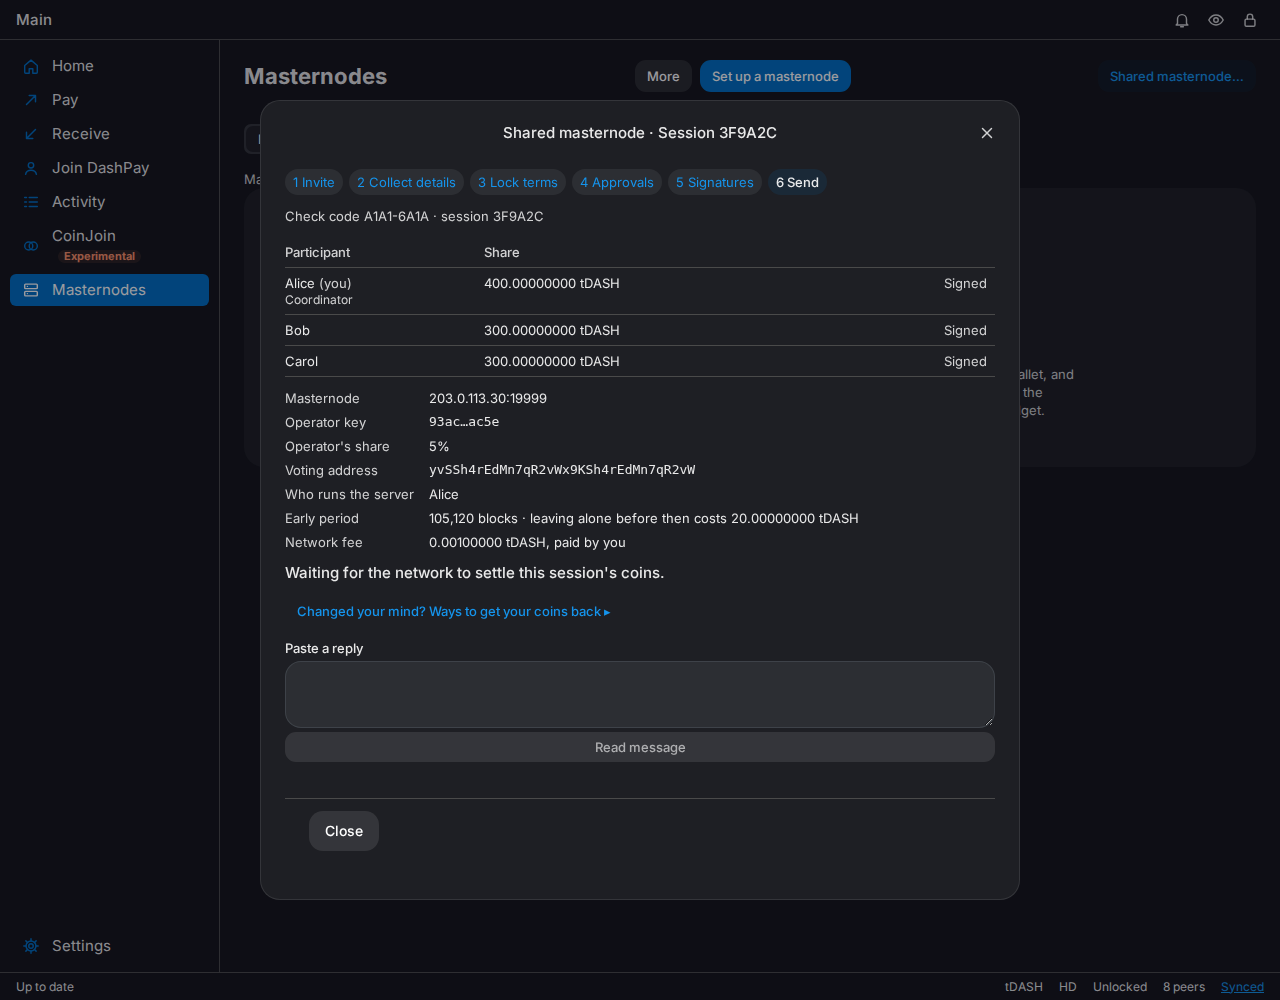 Main
Home
Pay
Receive
Join DashPay
Activity
CoinJoin
Experimental
Masternodes
Settings
Masternodes
More
Set up a masternode
Shared masternode...
Ma
allet, and
the
get.
Shared masternode · Session 3F9A2C
1 Invite
2 Collect details
3 Lock terms
4 Approvals
5 Signatures
6 Send
Check code A1A1-6A1A · session 3F9A2C
Participant Share
Alice (you) 400.00000000 tDASH Signed
Coordinator
Bob 300.00000000 tDASH Signed
Carol 300.00000000 tDASH Signed
Masternode 203.0.113.30:19999
Operator key 93ac…ac5e
Operator's share 5%
Voting address yvSSh4rEdMn7qR2vWx9KSh4rEdMn7qR2vW
Who runs the server Alice
Early period 105,120 blocks · leaving alone before then costs 20.00000000 tDASH
Network fee 0.00100000 tDASH, paid by you
Waiting for the network to settle this session's coins.
Changed your mind? Ways to get your coins back ▸
Paste a reply
Read message
Close
Up to date
tDASH HD Unlocked 8 peers Synced